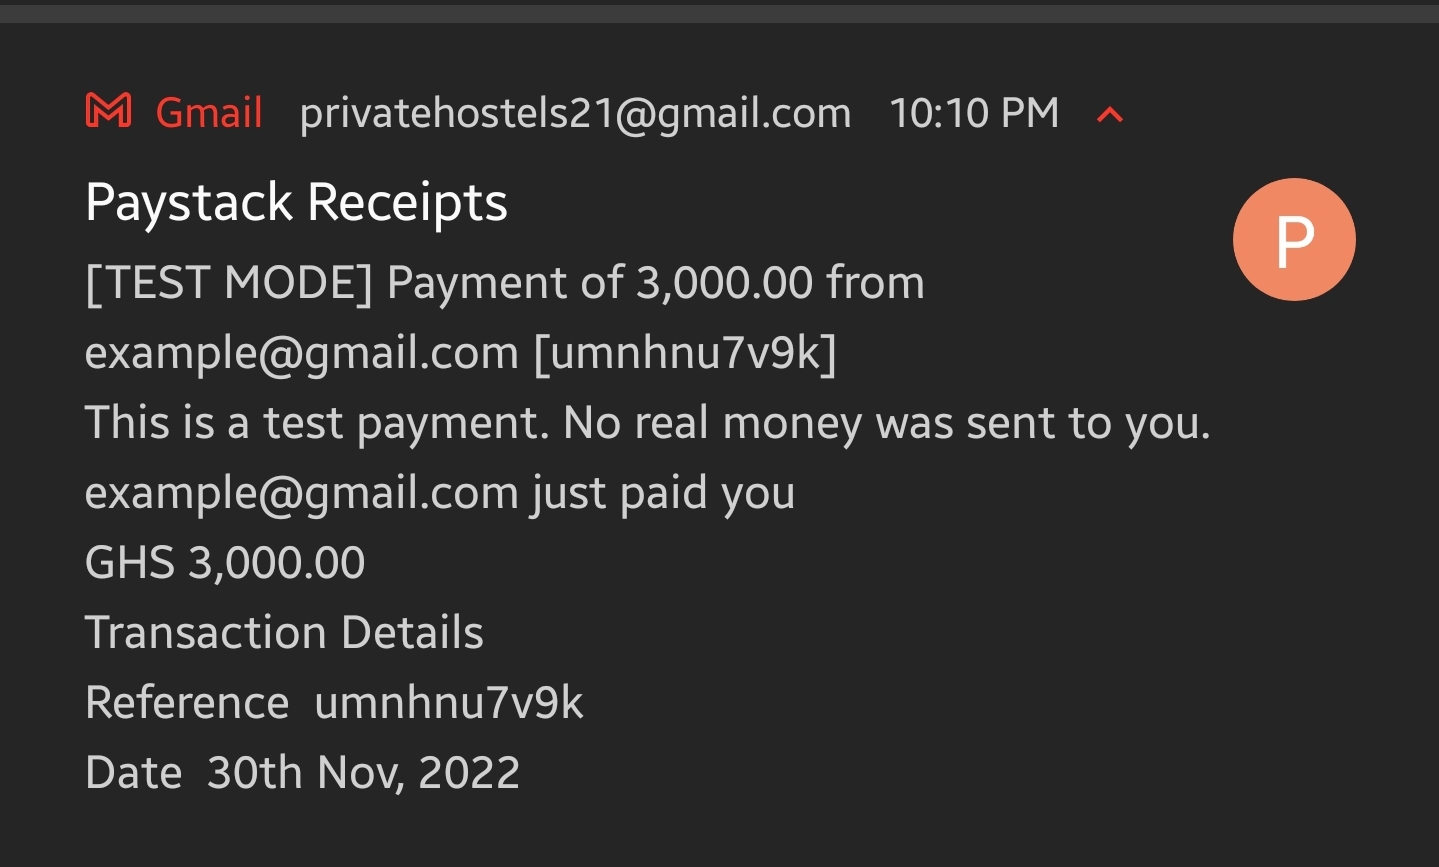 Gmail privatehostels21@gmail.com 10:10 PM
Paystack Receipts
P
[TEST MODE] Payment of 3,000.00 from
example@gmail.com [umnhnu7v9k]
This is a test payment. No real money was sent to you.
example@gmail.com just paid you
GHS 3,000.00
Transaction Details
Reference umnhnu7v9k
Date 30th Nov, 2022